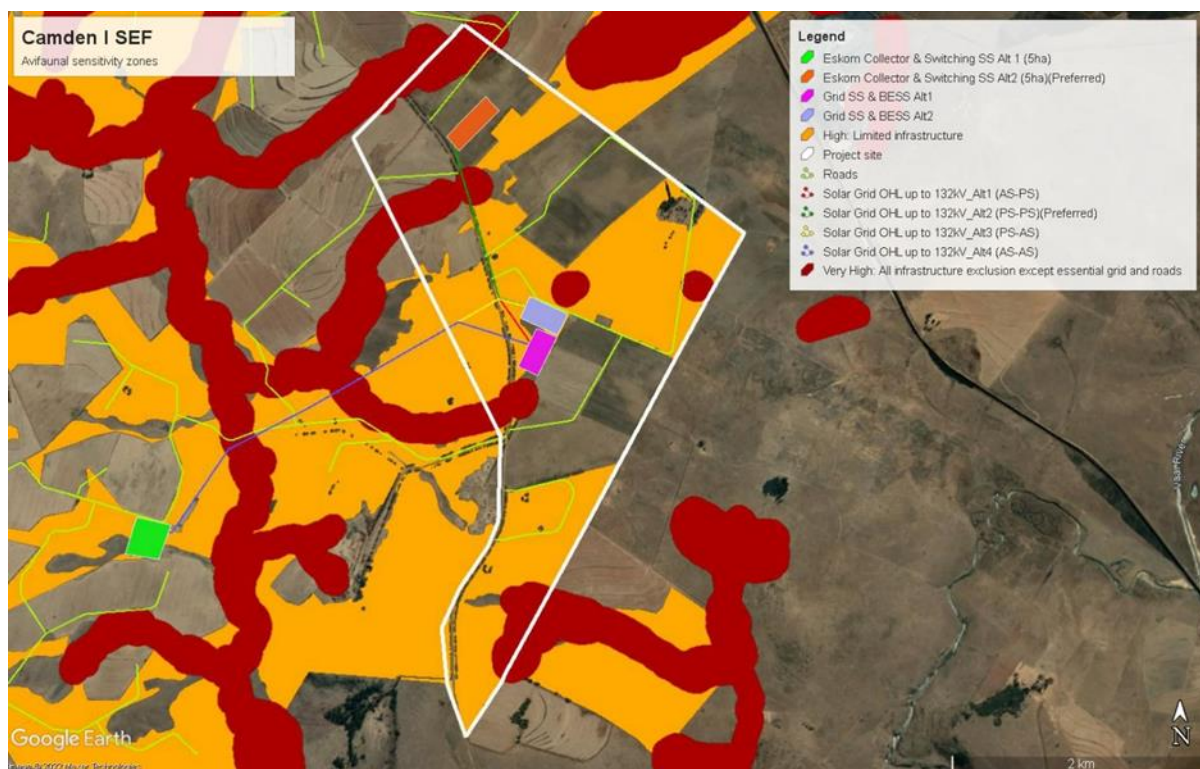 Camden I SEF
Avifaunal sensitivity zones
Legend
Eskom Collector & Switching SS Alt 1 (5ha)
Eskom Collector & Switching SS Alt2 (5ha)(Preferred)
Grid SS & BESS Alt1
Grid SS & BESS Alt2
High: Limited infrastructure
Project site
Roads
Solar Grid OHL up to 132kV_Alt1 (AS-PS)
Solar Grid OHL up to 132kV_Alt2 (PS-PS)(Preferred)
Solar Grid OHL up to 132kV_Alt3 (PS-AS)
Solar Grid OHL up to 132kV_Alt4 (AS-AS)
Very High: All infrastructure exclusion except essential grid and roads
Vaal River
Google Earth
Technologies
N
2 km